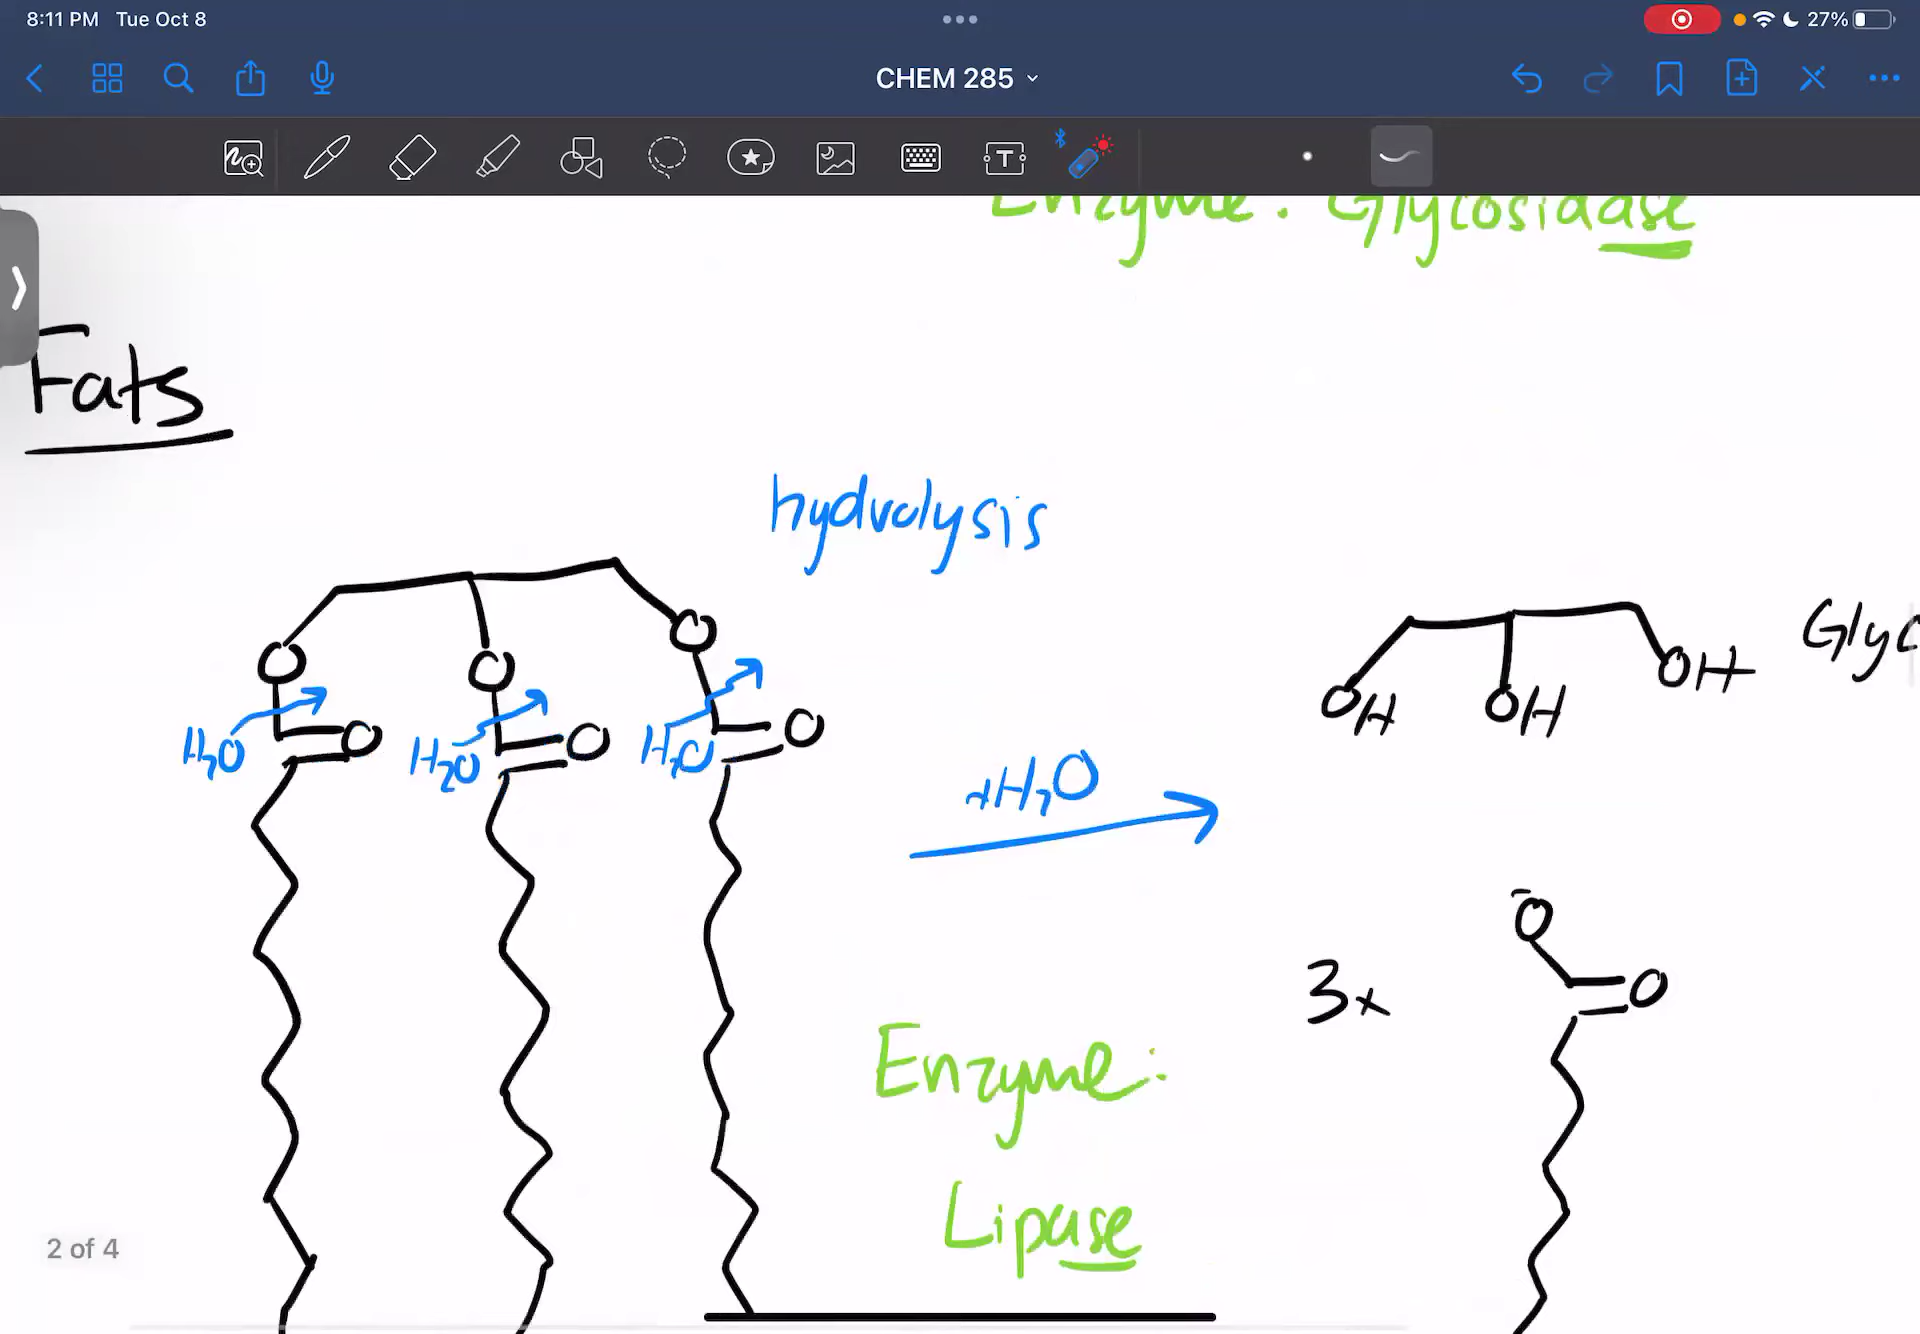 8:11 PM Tue Oct 8
27%
CHEM 285
T
Enzyme: Glycosidase
Fats
hydrolysis
O O O
OH OH OH
Glyc
H2O O H2O O H2O O
+H2O
O-
3x
O
Enzyme:
Lipase
2 of 4